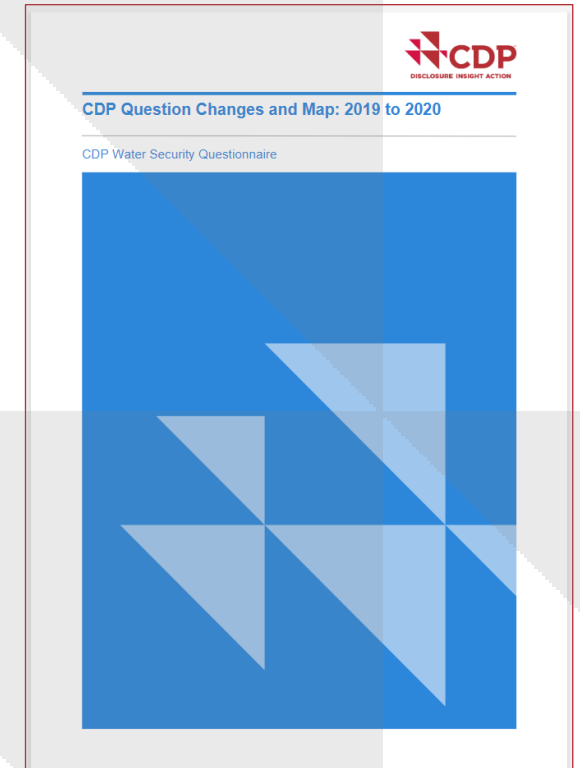 CDP
DISCLOSURE INSIGHT ACTION
CDP Question Changes and Map: 2019 to 2020
CDP Water Security Questionnaire